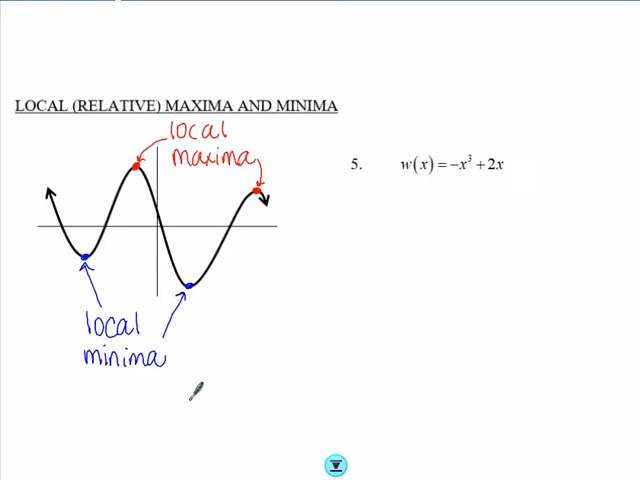 LOCAL (RELATIVE) MAXIMA AND MINIMA
local
maxima
5. w(x) = −x³ + 2x
local
minima